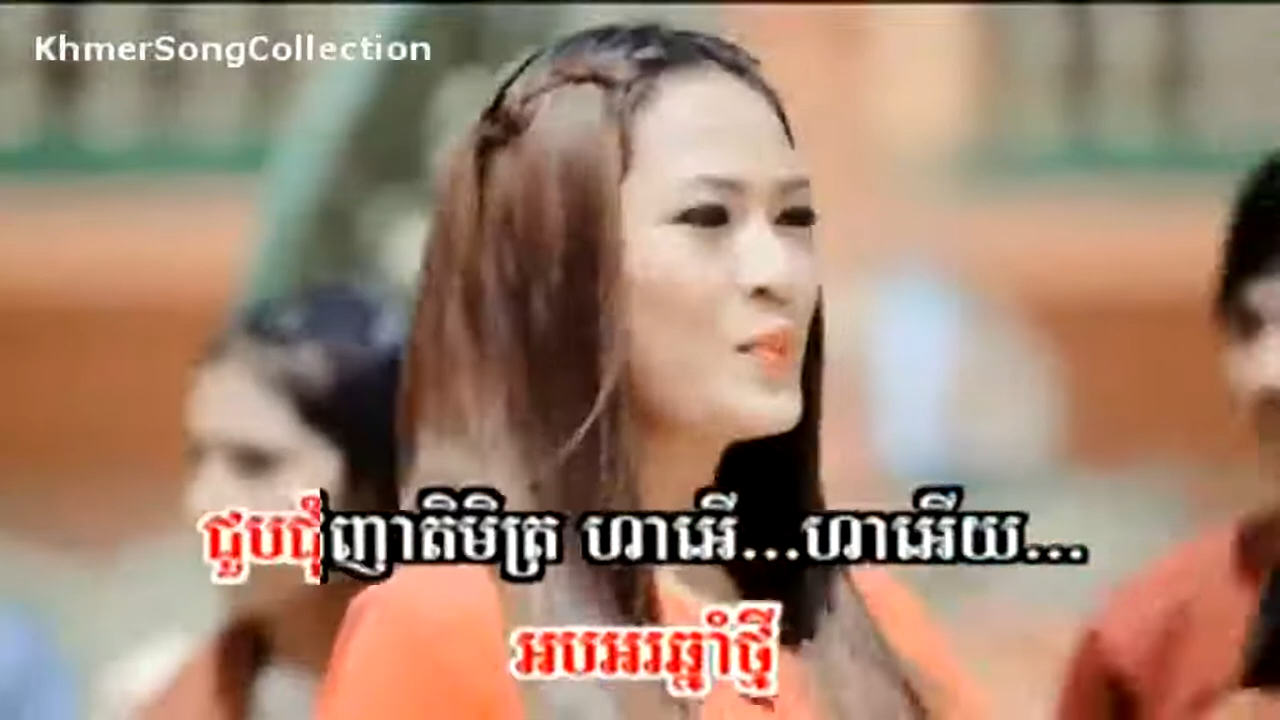 KhmerSongCollection
ជួបជុំញាតិមិត្រ ហាអើ...ហាអើយ...
អបអរឆ្នាំថ្មី